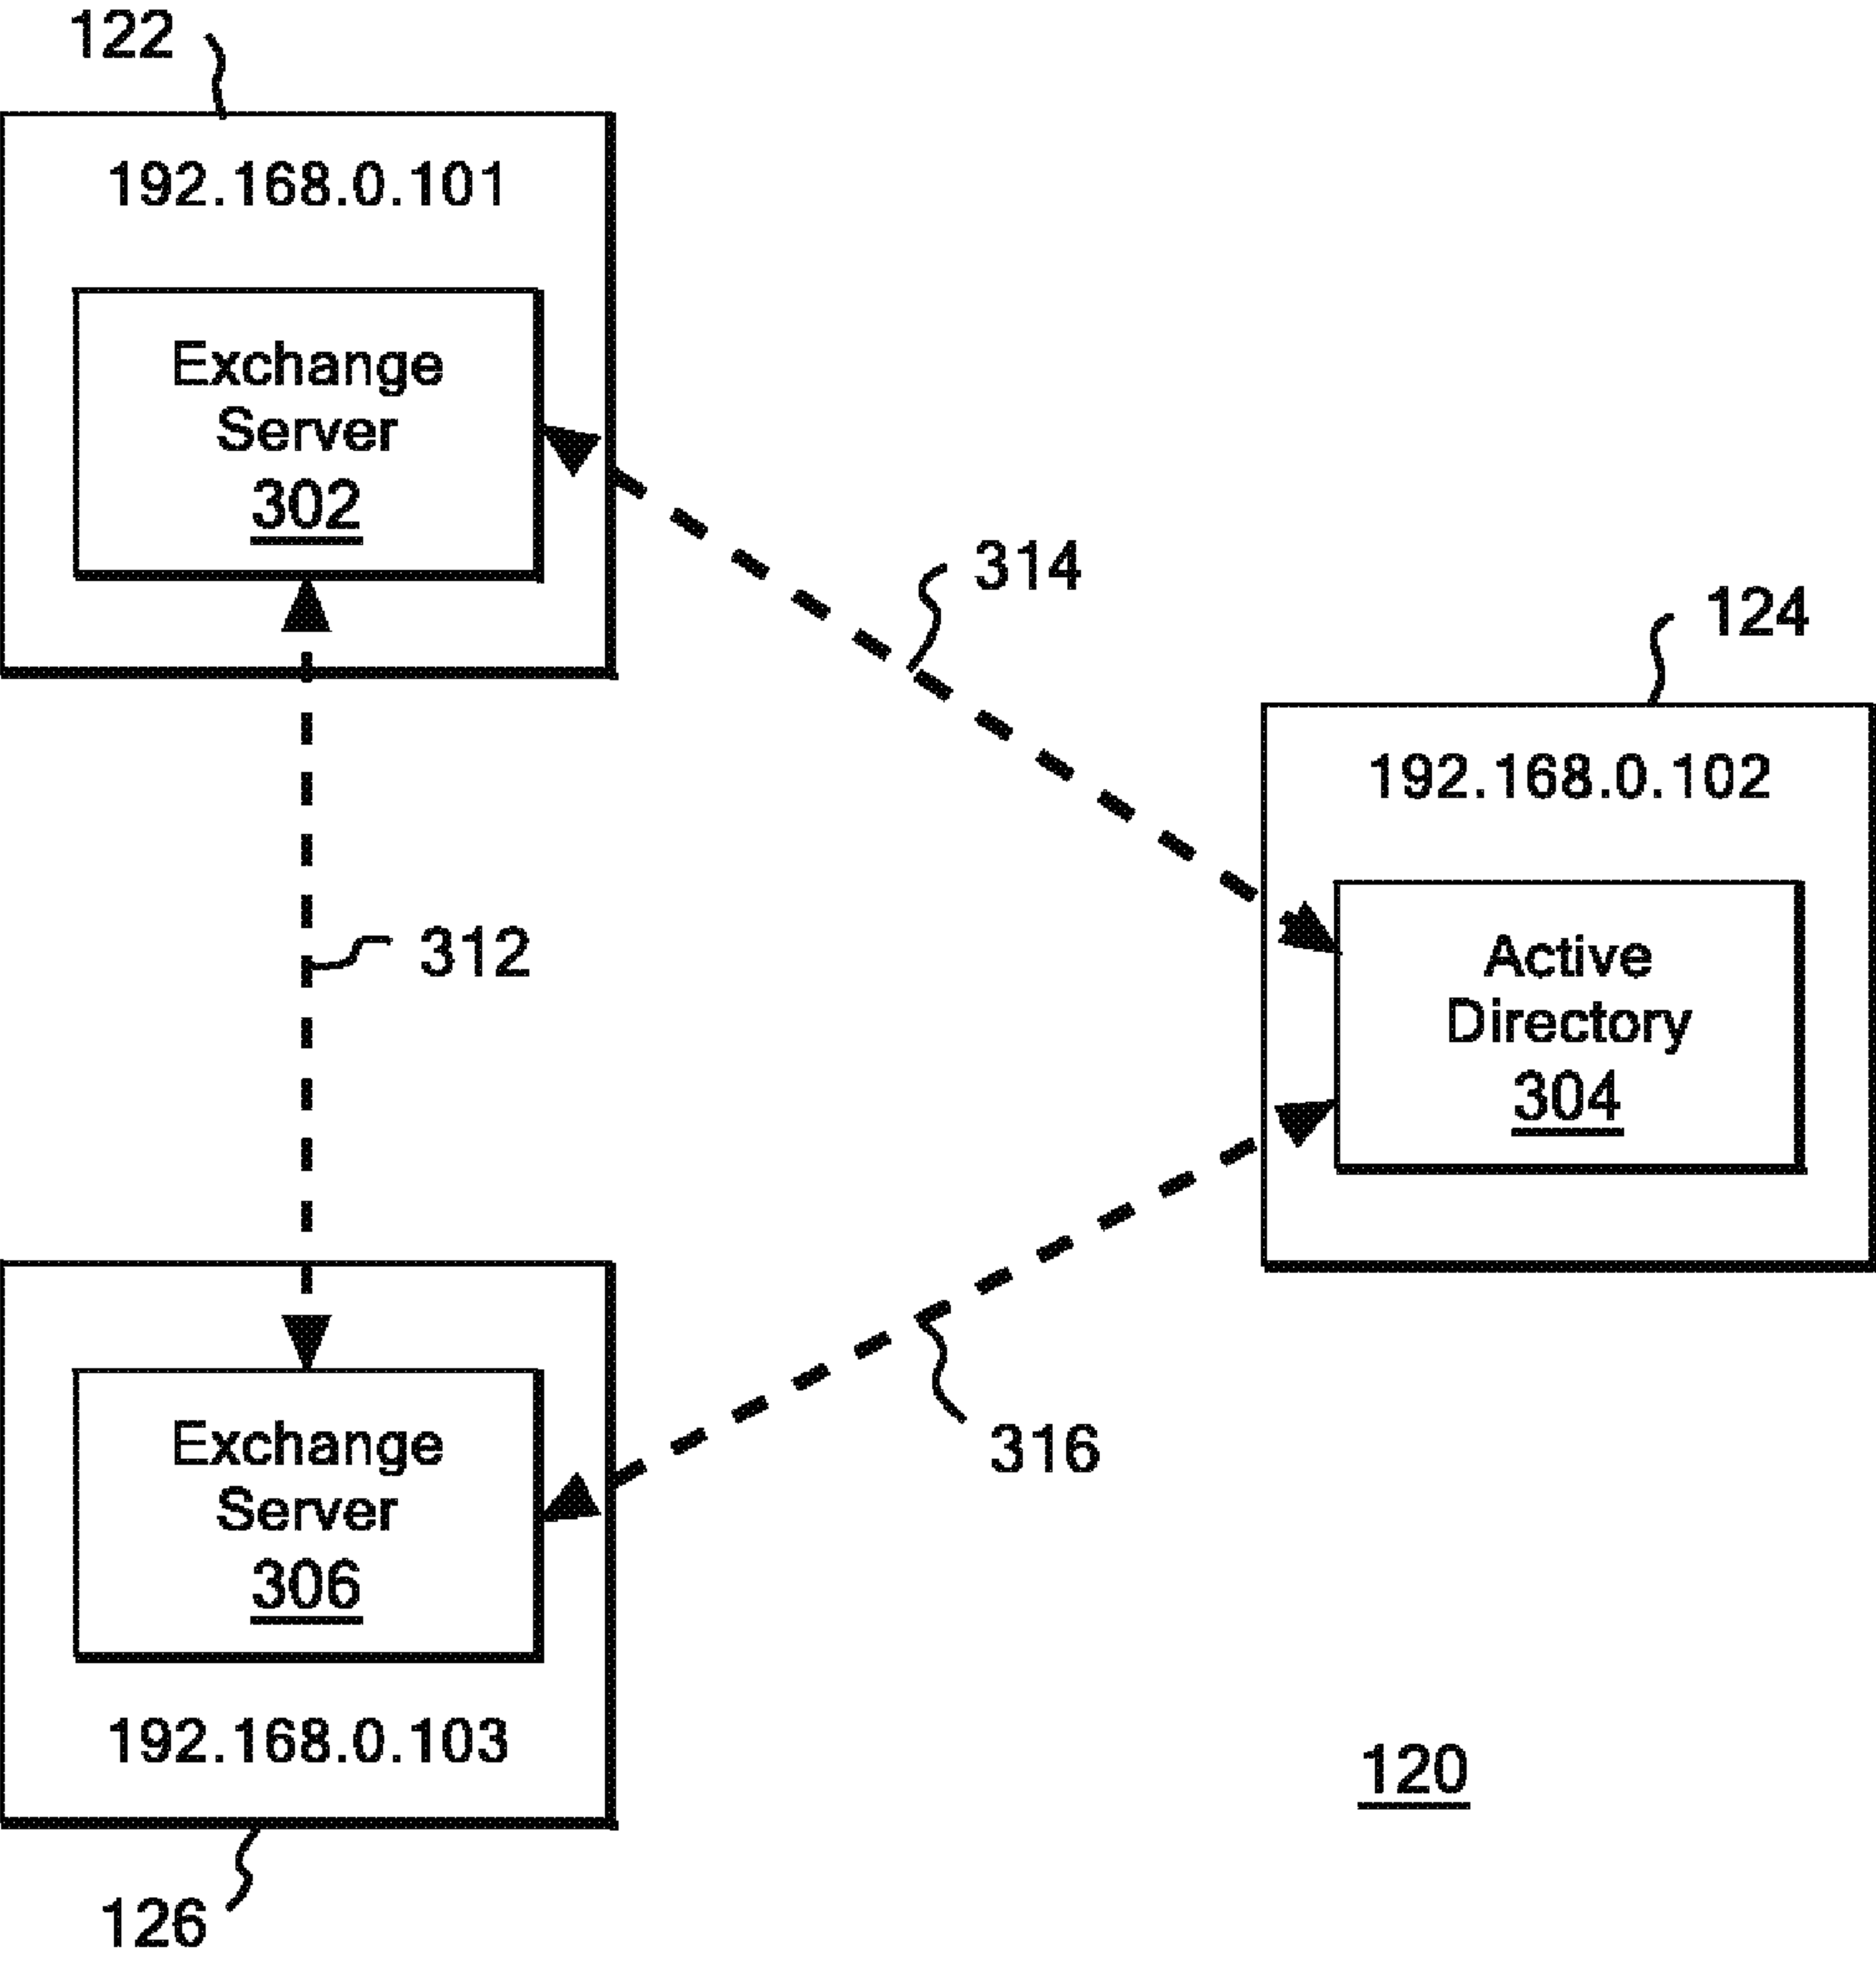 122
192.168.0.101
Exchange
Server
302
314
124
192.168.0.102
Active
Directory
304
312
316
Exchange
Server
306
192.168.0.103
126
120